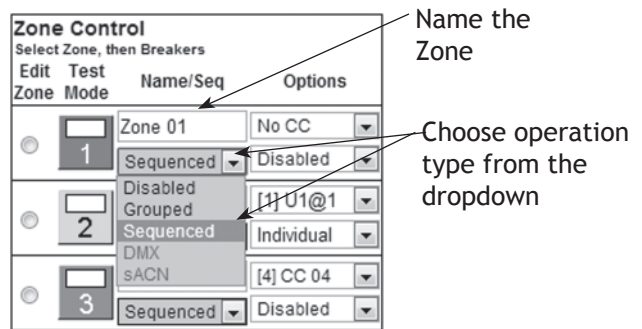 Zone Control
Select Zone, then Breakers
Edit Zone
Test Mode
Name/Seq
Options
Zone 01
No CC
1
Sequenced
Disabled
Disabled
Grouped
Sequenced
DMX
sACN
[1] U1@1
2
Individual
[4] CC 04
3
Sequenced
Disabled
Name the
Zone
Choose operation
type from the
dropdown